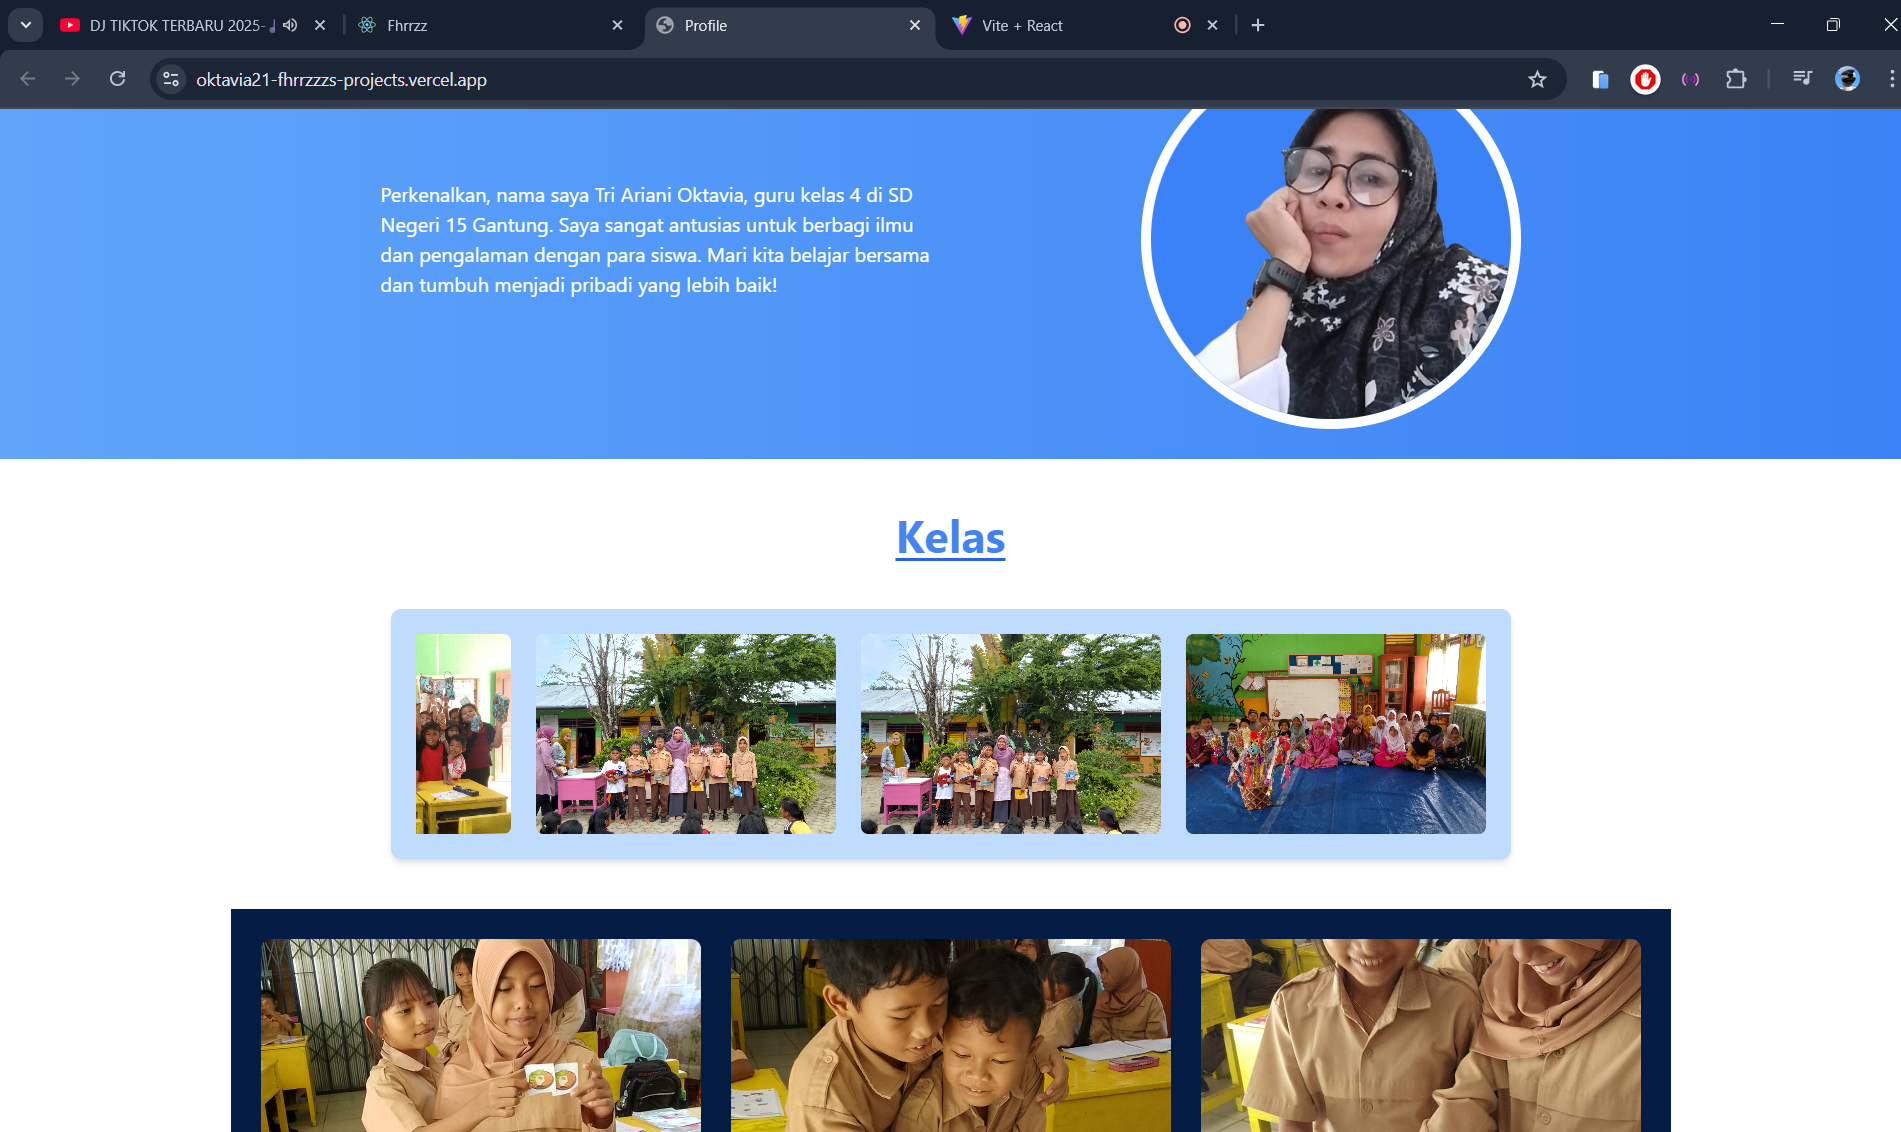 DJ TIKTOK TERBARU 2025-
Fhrrzz
Profile
Vite + React
oktavia21-fhrrzzzs-projects.vercel.app
Perkenalkan, nama saya Tri Ariani Oktavia, guru kelas 4 di SD
Negeri 15 Gantung. Saya sangat antusias untuk berbagi ilmu
dan pengalaman dengan para siswa. Mari kita belajar bersama
dan tumbuh menjadi pribadi yang lebih baik!
Kelas